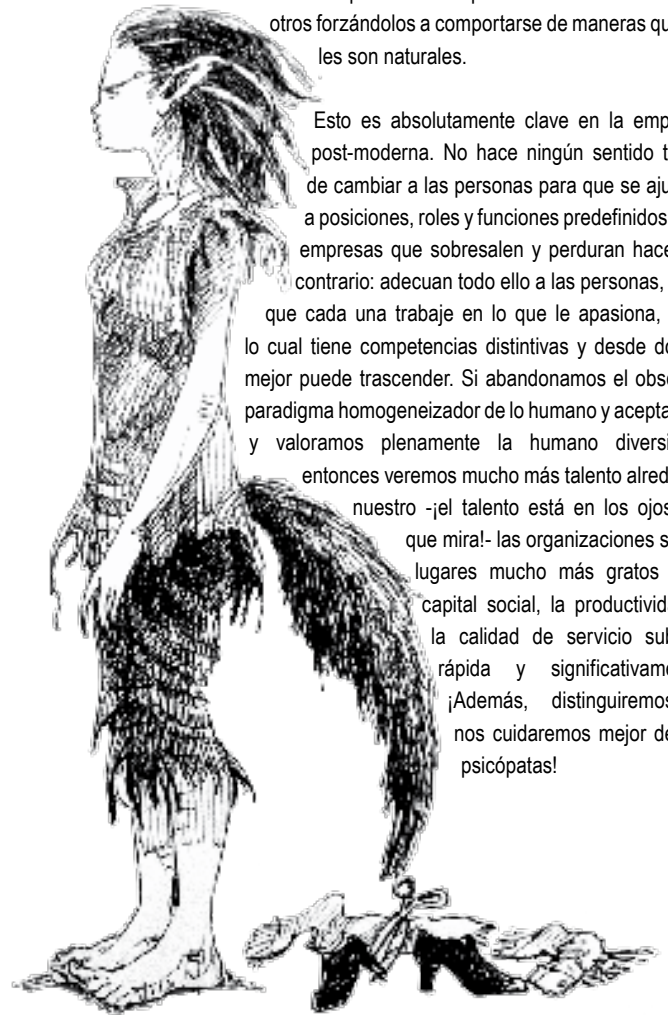 otros forzándolos a comportarse de maneras qu
les son naturales.
Esto es absolutamente clave en la emp
post-moderna. No hace ningún sentido t
de cambiar a las personas para que se aju
a posiciones, roles y funciones predefinidos
empresas que sobresalen y perduran hace
contrario: adecuan todo ello a las personas,
que cada una trabaje en lo que le apasiona,
lo cual tiene competencias distintivas y desde do
mejor puede trascender. Si abandonamos el obs
paradigma homogeneizador de lo humano y acepta
y valoramos plenamente la humano diversi
entonces veremos mucho más talento alred
nuestro -¡el talento está en los ojos
que mira!- las organizaciones s
lugares mucho más gratos
capital social, la productivid
la calidad de servicio sub
rápida y significativam
¡Además, distinguiremos
nos cuidaremos mejor de
psicópatas!